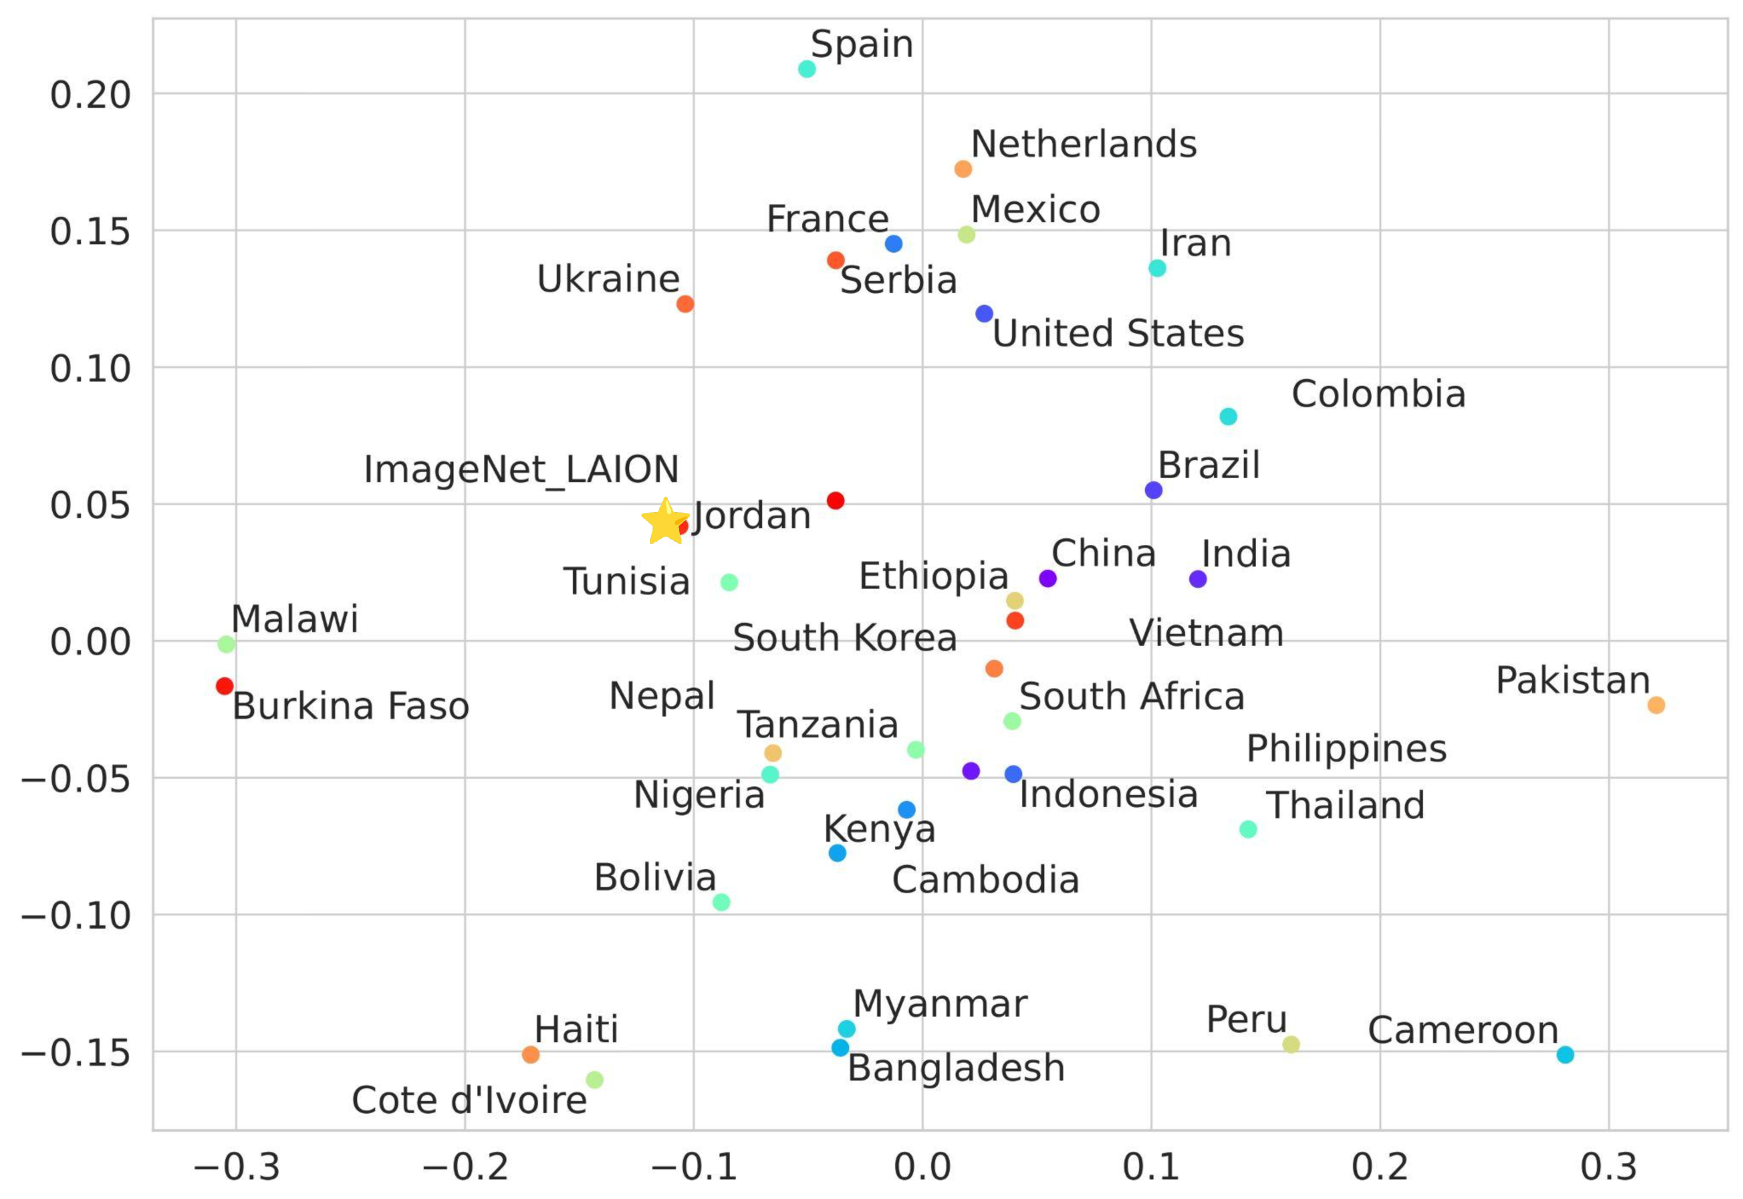 Spain
0.20
Netherlands
Mexico
France
0.15
Iran
Ukraine
Serbia
United States
0.10
Colombia
ImageNet_LAION
Brazil
0.05
Jordan
China
India
Ethiopia
Tunisia
Malawi
0.00
South Korea
Vietnam
Pakistan
Nepal
South Africa
Burkina Faso
Tanzania
Philippines
−0.05
Nigeria
Indonesia
Thailand
Kenya
Bolivia
Cambodia
−0.10
Myanmar
Peru
Haiti
Cameroon
−0.15
Bangladesh
Cote d'Ivoire
−0.3 −0.2 −0.1 0.0 0.1 0.2 0.3